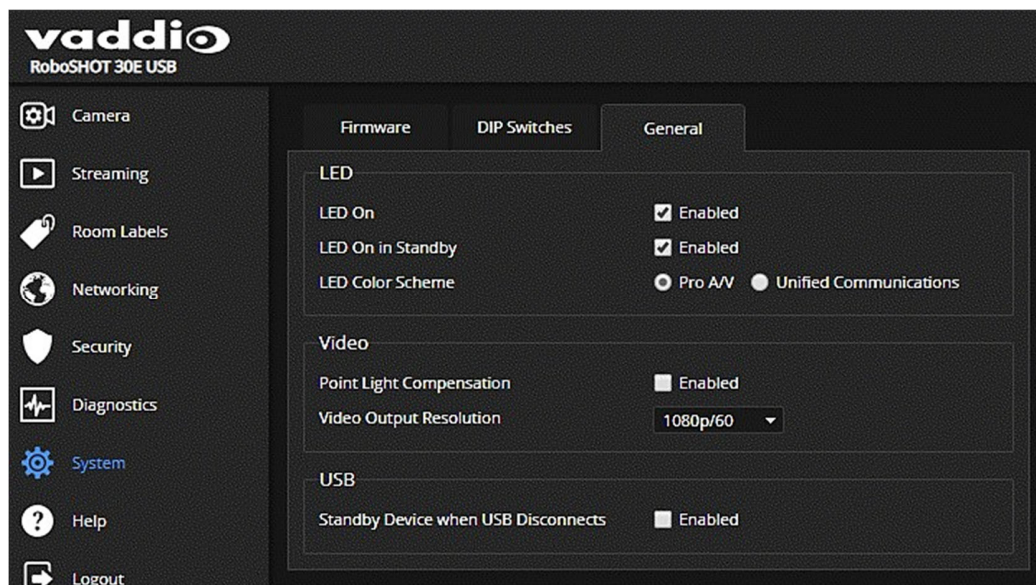 vaddio
RoboSHOT 30E USB
Camera
Streaming
Room Labels
Networking
Security
Diagnostics
System
Help
Logout
Firmware
DIP Switches
General
LED
LED On
Enabled
LED On in Standby
Enabled
LED Color Scheme
Pro A/V
Unified Communications
Video
Point Light Compensation
Enabled
Video Output Resolution
1080p/60
USB
Standby Device when USB Disconnects
Enabled